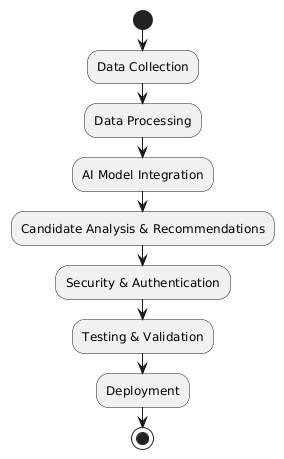 Data Collection
Data Processing
AI Model Integration
Candidate Analysis & Recommendations
Security & Authentication
Testing & Validation
Deployment